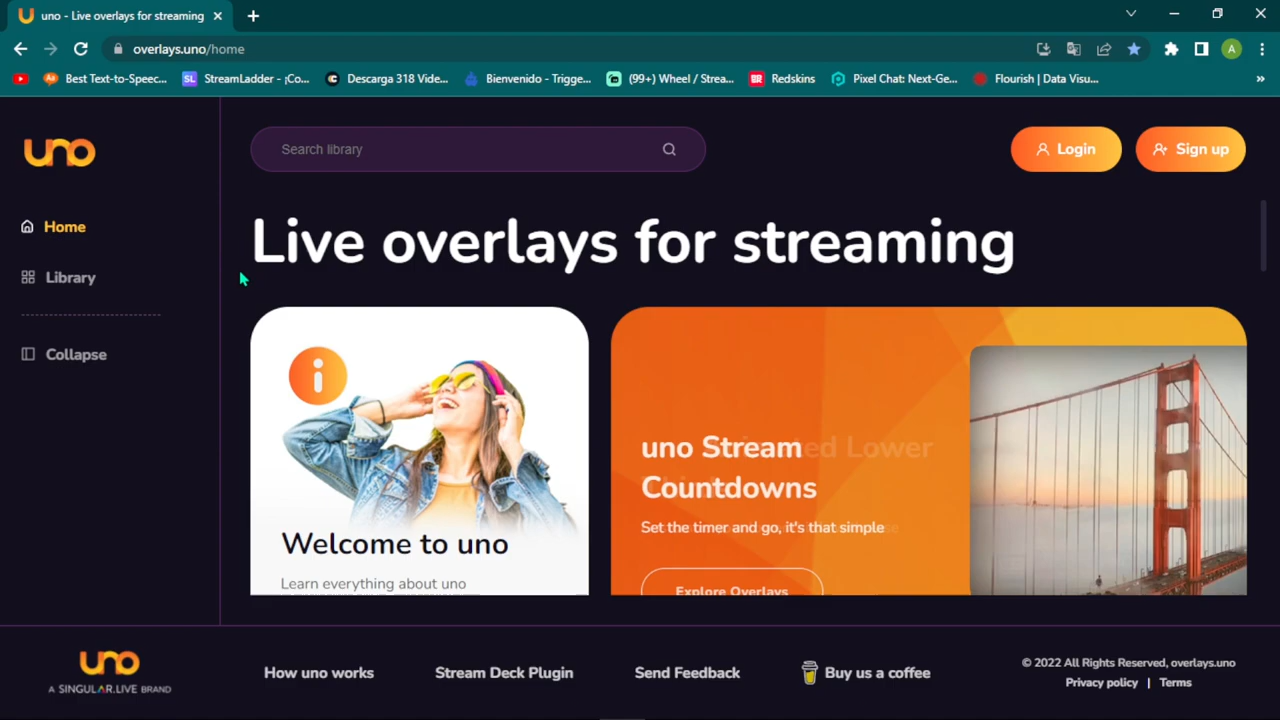 uno - Live overlays for streaming
overlays.uno/home
A
Best Text-to-Speec...
StreamLadder - ¡Co...
Descarga 318 Vide...
Bienvenido - Trigge...
(99+) Wheel / Strea...
Redskins
Pixel Chat: Next-Ge...
Flourish | Data Visu...
»
uno
Search library
Login
Sign up
Home
Library
Collapse
Live overlays for streaming
Welcome to uno
Learn everything about uno
uno Stream
Countdowns
Set the timer and go, it's that simple
Explore Overlays
uno
A SINGULAR.LIVE BRAND
How uno works
Stream Deck Plugin
Send Feedback
Buy us a coffee
© 2022 All Rights Reserved, overlays.uno
Privacy policy | Terms